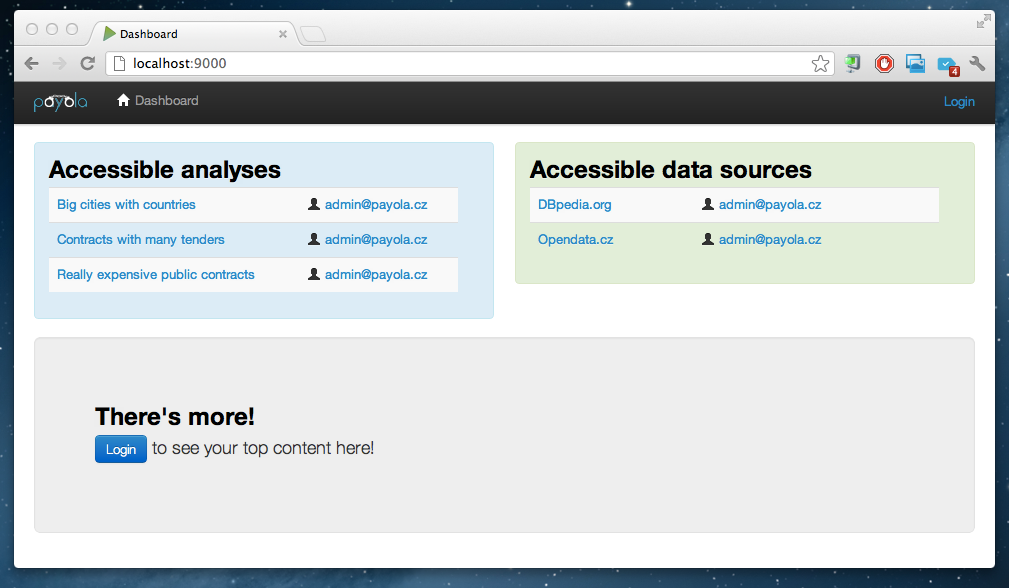 Dashboard
localhost:9000
4
payola
Dashboard
Login
Accessible analyses
Big cities with countries admin@payola.cz
Contracts with many tenders admin@payola.cz
Really expensive public contracts admin@payola.cz
Accessible data sources
DBpedia.org admin@payola.cz
Opendata.cz admin@payola.cz
There's more!
Login to see your top content here!